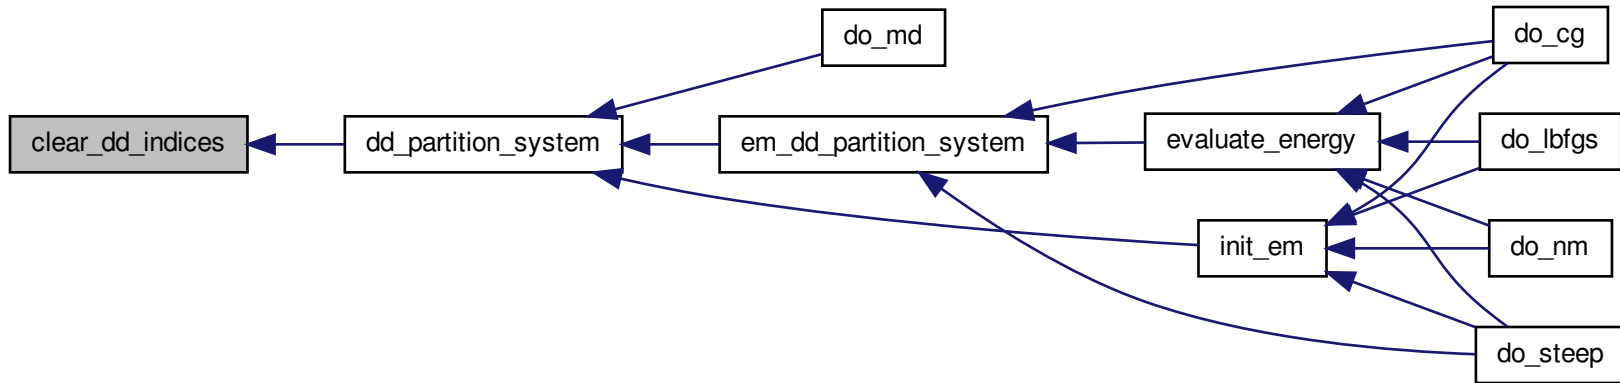 do_md
do_cg
clear_dd_indices
dd_partition_system
em_dd_partition_system
evaluate_energy
do_lbfgs
init_em
do_nm
do_steep